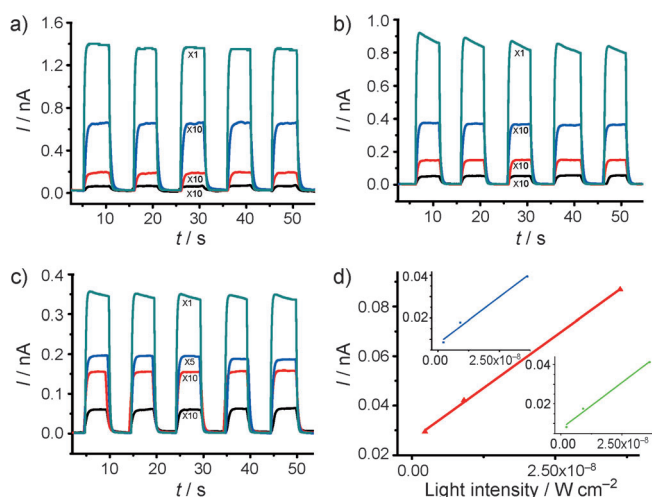 a)
1.6
1.2
0.8
0.4
0.0
I / nA
X1
X10
X10
X10
10 20 30 40 50
t / s
b)
1.0
0.8
0.6
0.4
0.2
0.0
I / nA
X1
X10
X10
X10
10 20 30 40 50
t / s
c)
0.4
0.3
0.2
0.1
0.0
I / nA
X1
X5
X10
X10
10 20 30 40 50
t / s
d)
0.08
0.06
0.04
0.02
I / nA
0.04
0.02
0.00 2.50x10⁻⁸
0.04
0.02
0.00 2.50x10⁻⁸
0.00 2.50x10⁻⁸
Light intensity / W cm⁻²